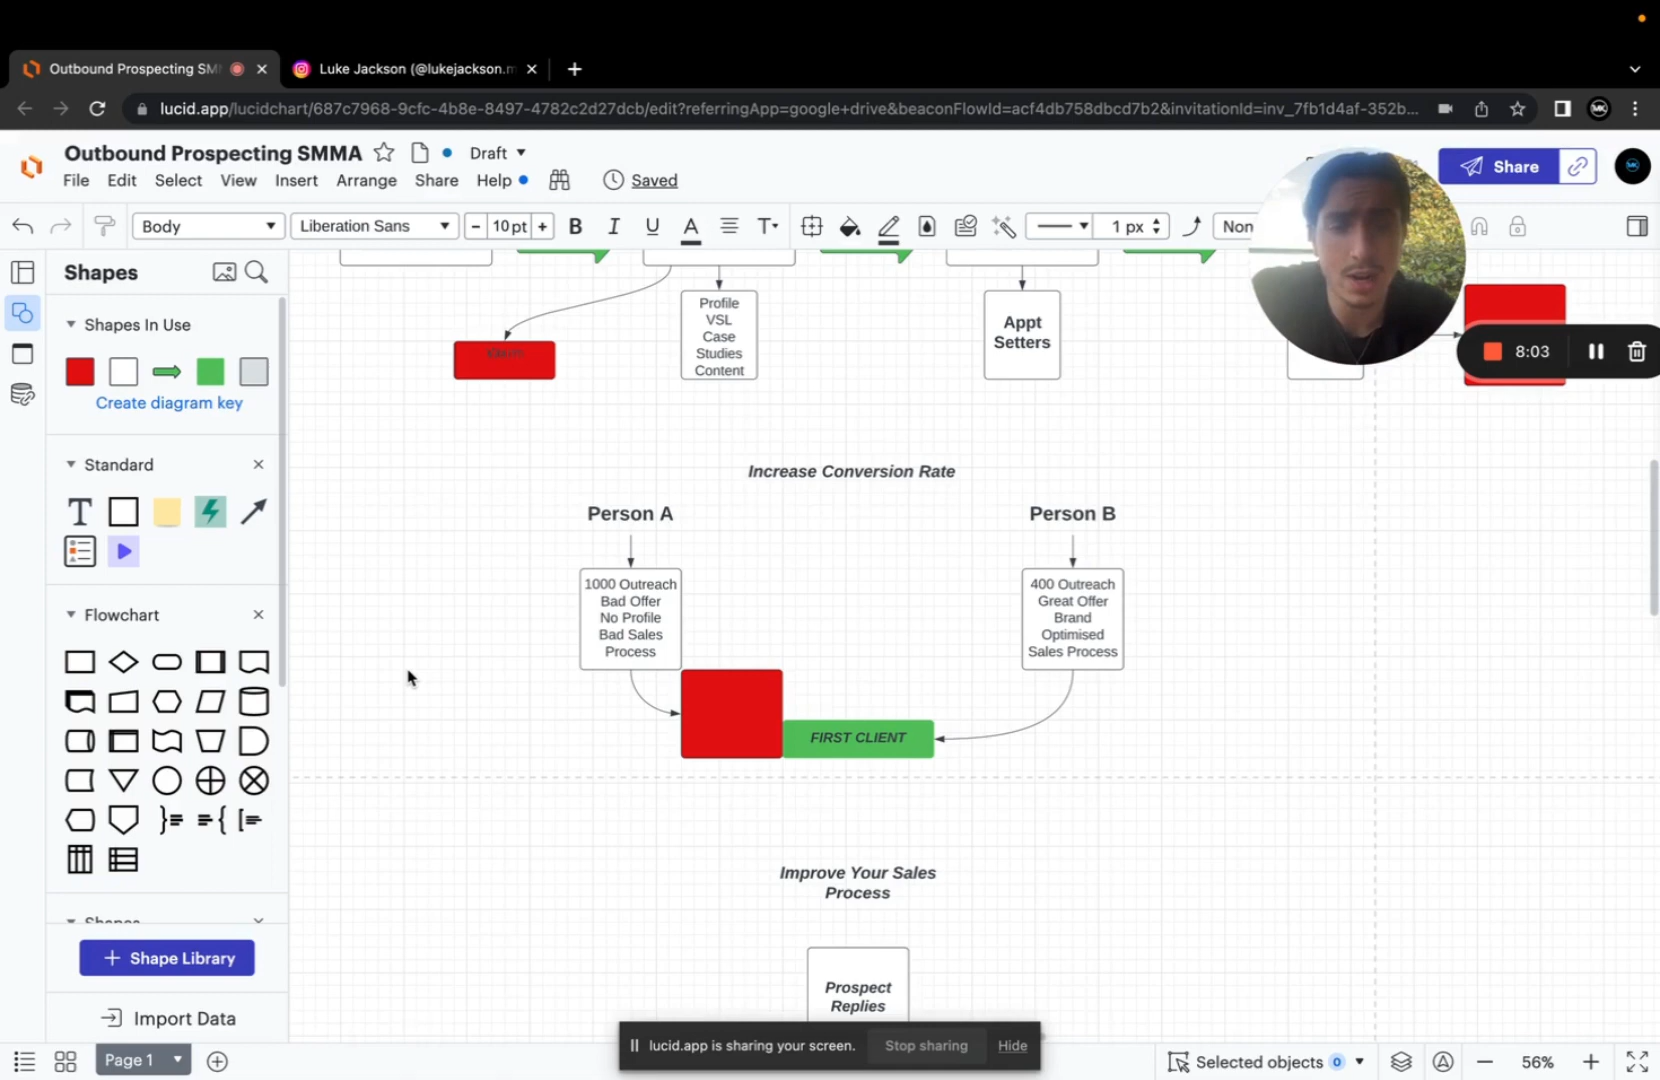 Outbound Prospecting SM
Luke Jackson (@lukejackson.m
lucid.app/lucidchart/687c7968-9cfc-4b8e-8497-4782c2d27dcb/edit?referringApp=google+drive&beaconFlowId=acf4db758dbcd7b2&invitationId=inv_7fb1d4af-352b...
Outbound Prospecting SMMA
Draft
File Edit Select View Insert Arrange Share Help
Saved
Share
Body
Liberation Sans
10 pt
B I U A T
1 px
Non
Shapes
Shapes In Use
Create diagram key
Standard
T
Flowchart
Shapes
Shape Library
Import Data
Profile
VSL
Case
Studies
Content
Appt
Setters
8:03
Increase Conversion Rate
Person A
Person B
1000 Outreach
Bad Offer
No Profile
Bad Sales
Process
400 Outreach
Great Offer
Brand
Optimised
Sales Process
FIRST CLIENT
Improve Your Sales
Process
Prospect
Replies
lucid.app is sharing your screen.
Stop sharing
Hide
Page 1
Selected objects 0
56%